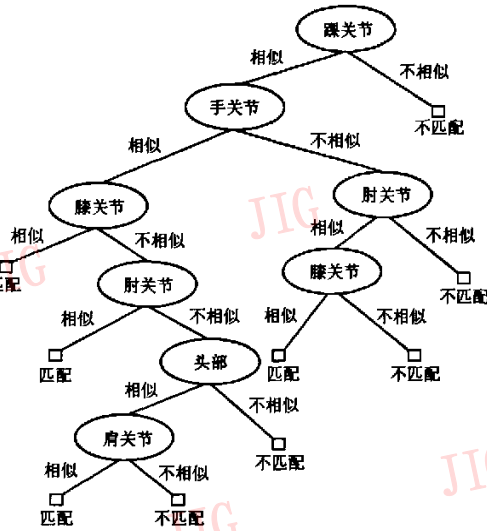 踝关节
相似
不相似
手关节
不匹配
相似
不相似
膝关节
肘关节
相似
不相似
相似
不相似
肘关节
膝关节
匹配
不匹配
相似
不相似
相似
不相似
匹配
头部
匹配
不匹配
相似
不相似
肩关节
不匹配
相似
不相似
匹配
不匹配
JIG
JIG
JIG
JIG